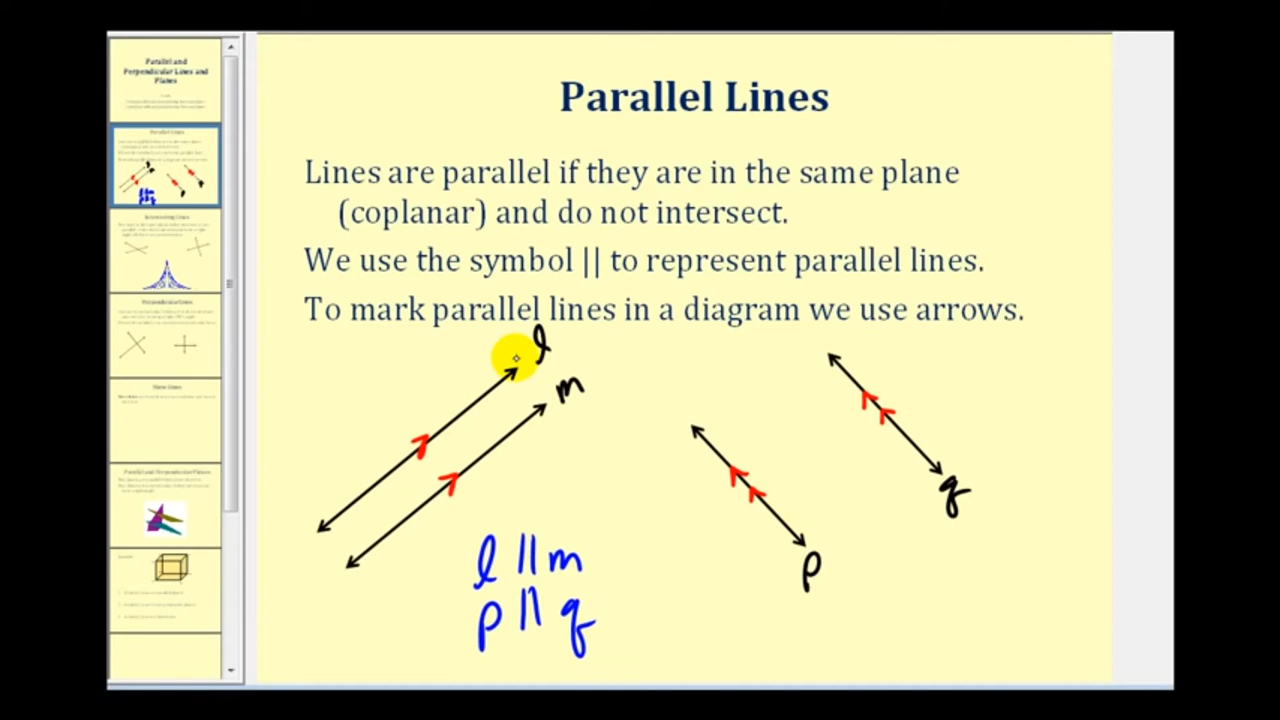 Parallel and
Perpendicular Lines and
Planes
Parallel Lines
Intersecting Lines
Perpendicular Lines
Skew Lines
Parallel and Perpendicular Planes
Parallel Lines
Lines are parallel if they are in the same plane
(coplanar) and do not intersect.
We use the symbol || to represent parallel lines.
To mark parallel lines in a diagram we use arrows.
l
m
q
p
l || m
p || q